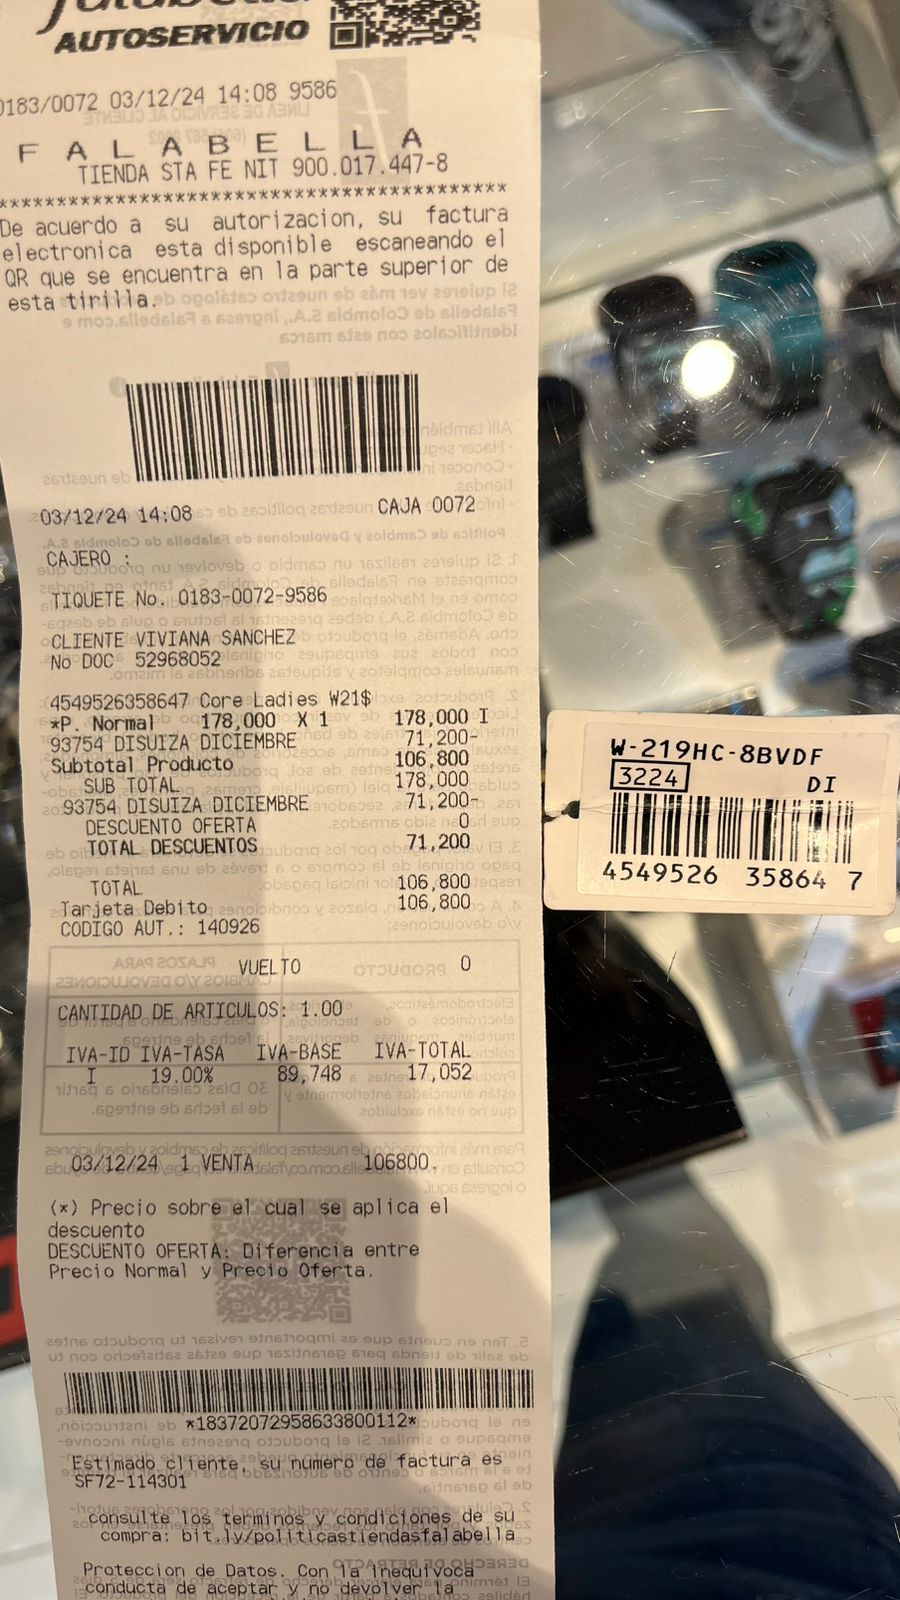 falabella
AUTOSERVICIO
0183/0072 03/12/24 14:08 9586
F A L A B E L L A
TIENDA STA FE NIT 900.017.447-8
*******************************************
De acuerdo a su autorizacion, su factura
electronica esta disponible escaneando el
QR que se encuentra en la parte superior de
esta tirilla.
03/12/24 14:08 CAJA 0072
CAJERO :
TIQUETE No. 0183-0072-9586
CLIENTE VIVIANA SANCHEZ
No DOC 52968052
4549526358647 Core Ladies W21$
*P. Normal 178,000 X 1 178,000 I
93754 DISUIZA DICIEMBRE 71,200-
Subtotal Producto 106,800
SUB TOTAL 178,000
93754 DISUIZA DICIEMBRE 71,200-
DESCUENTO OFERTA 0
TOTAL DESCUENTOS 71,200
TOTAL 106,800
Tarjeta Debito 106,800
CODIGO AUT.: 140926
VUELTO 0
CANTIDAD DE ARTICULOS: 1.00
IVA-ID IVA-TASA IVA-BASE IVA-TOTAL
I 19.00% 89,748 17,052
03/12/24 1 VENTA 106800.
(*) Precio sobre el cual se aplica el
descuento
DESCUENTO OFERTA: Diferencia entre
Precio Normal y Precio Oferta.
*18372072958633800112*
Estimado cliente, su numero de factura es
SF72-114301
consulte los terminos y condiciones de su
compra: bit.ly/politicastiendasfalabella
Proteccion de Datos. Con la inequivoca
conducta de aceptar y no devolver la
W-219HC-8BVDF
3224 DI
4549526 35864 7